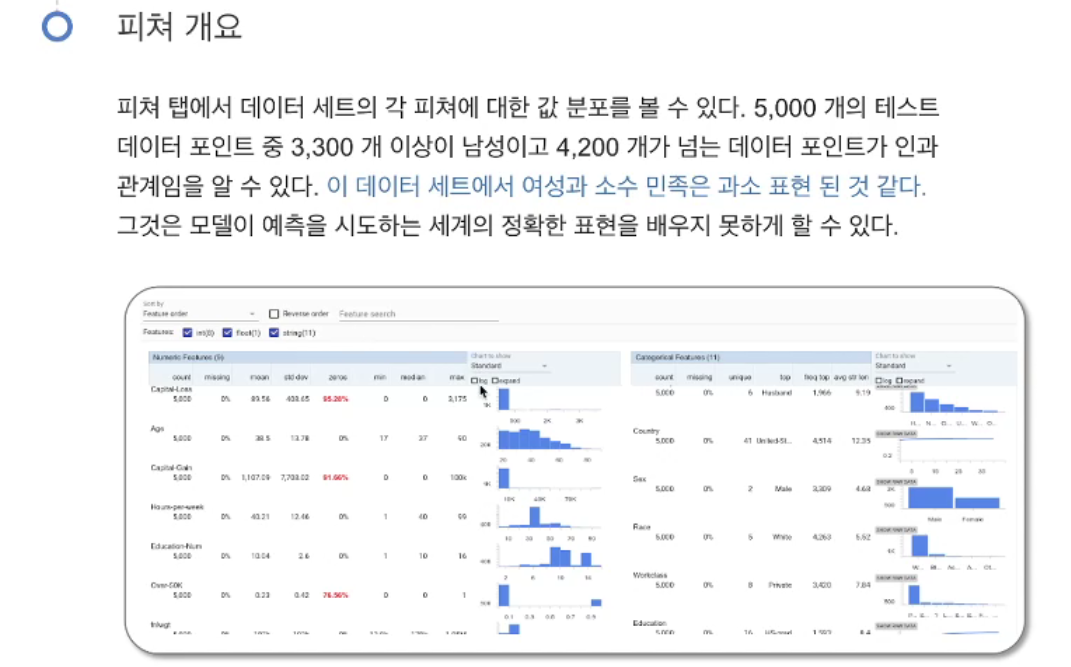 피쳐 개요
피쳐 탭에서 데이터 세트의 각 피쳐에 대한 값 분포를 볼 수 있다. 5,000 개의 테스트
데이터 포인트 중 3,300 개 이상이 남성이고 4,200 개가 넘는 데이터 포인트가 인과
관계임을 알 수 있다. 이 데이터 세트에서 여성과 소수 민족은 과소 표현 된 것 같다.
그것은 모델이 예측을 시도하는 세계의 정확한 표현을 배우지 못하게 할 수 있다.
Sort by
Feature order
Reverse order
Feature search
Features: int(8) float(1) string(11)
Numeric Features (9)
Chart to show
Standard
log expand
count missing mean std dev zeros min median max
Capital-Loss
5,000 0% 89.56 408.65 95.28% 0 0 3,175
Age
5,000 0% 38.5 13.78 0% 17 37 90
Capital-Gain
5,000 0% 1,107.09 7,708.02 91.66% 0 0 100k
Hours-per-week
5,000 0% 40.21 12.46 0% 1 40 99
Education-Num
5,000 0% 10.04 2.6 0% 1 10 16
Over-50K
5,000 0% 0.23 0.42 76.56% 0 0 1
Categorical Features (11)
Chart to show
Standard
log expand
count missing unique top freq top avg str len
5,000 0% 6 Husband 1,966 9.19
Country
5,000 0% 41 United-St... 4,514 12.35
Sex
5,000 0% 2 Male 3,309 4.68
SHOW RAW DATA
Male Female
Race
5,000 0% 5 White 4,263 5.52
SHOW RAW DATA
Workclass
5,000 0% 8 Private 3,420 7.84
SHOW RAW DATA
Education